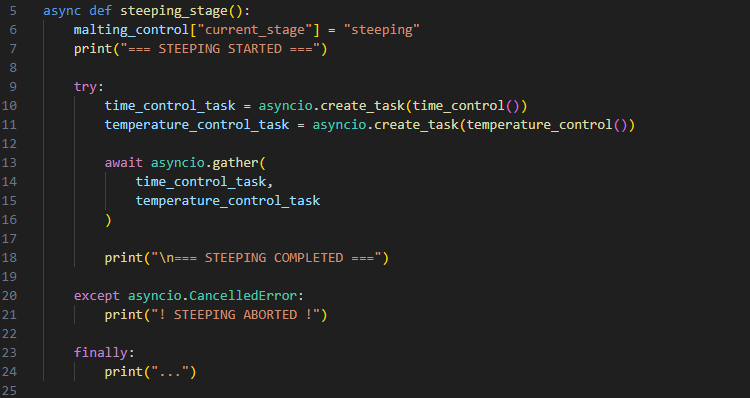 5 async def steeping_stage():
6     malting_control["current_stage"] = "steeping"
7     print("=== STEEPING STARTED ===")
8
9     try:
10         time_control_task = asyncio.create_task(time_control())
11         temperature_control_task = asyncio.create_task(temperature_control())
12
13         await asyncio.gather(
14             time_control_task,
15             temperature_control_task
16         )
17
18         print("\n=== STEEPING COMPLETED ===")
19
20     except asyncio.CancelledError:
21         print("! STEEPING ABORTED !")
22
23     finally:
24         print("...")
25